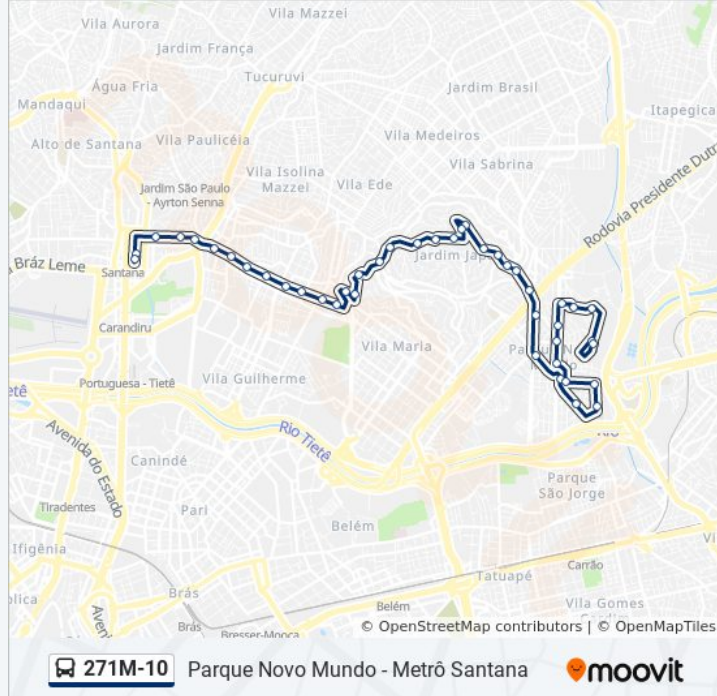 Vila Mazzei
Vila Aurora
Jardim França
Tucuruvi
Água Fria
Jardim Brasil
Mandaqui
Itapegica
Vila Medeiros
Alto de Santana
Vila Paulicéia
Vila Sabrina
Vila Isolina
Mazzei
Vila Ede
Rodovia Presidente Dutra
Jardim São Paulo
- Ayrton Senna
Bráz Leme
Santana
Carandiru
Vila Maria
Portuguesa - Tietê
Vila Guilherme
Rio Tietê
Avenida do Estado
Canindé
Parque
São Jorge
Tiradentes
Pari
Belém
Ifigênia
Carrão
Tatuapé
Brás
Vila Gomes
Belém
Brás
Bresser-Mooca
© OpenStreetMap contributors | © OpenMapTiles
271M-10
Parque Novo Mundo - Metrô Santana
moovit